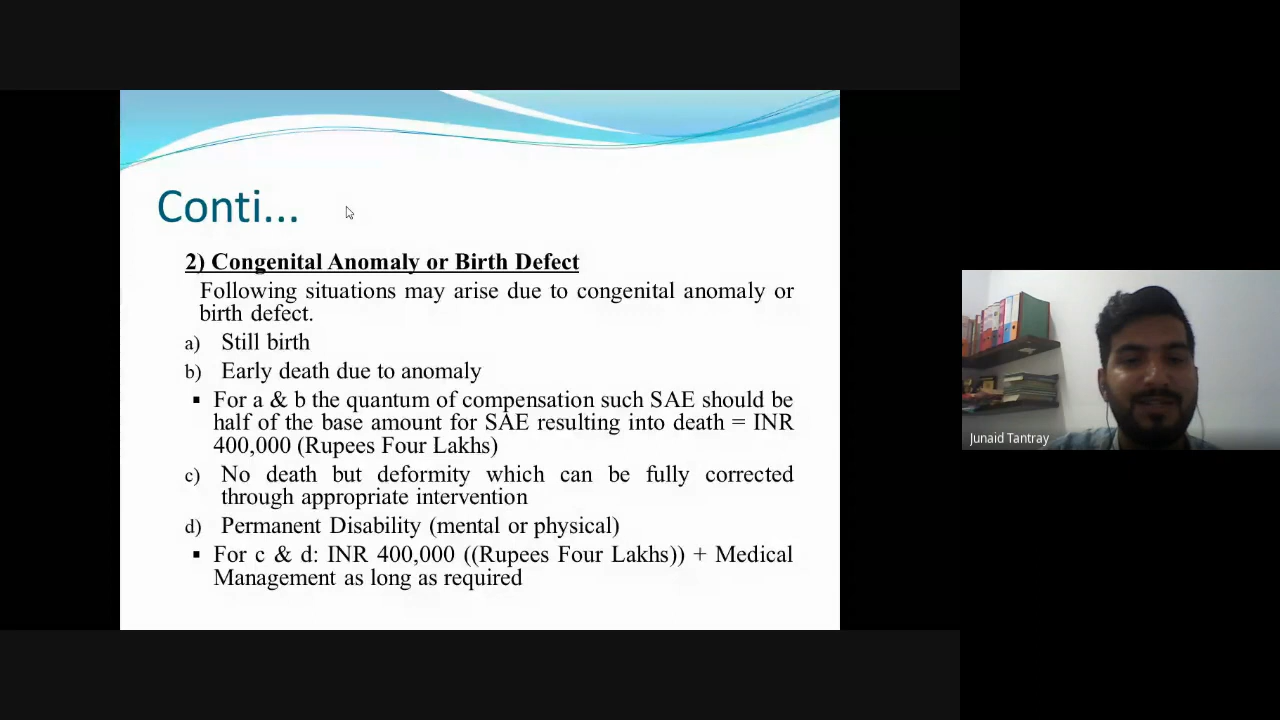 Conti...
2) Congenital Anomaly or Birth Defect
Following situations may arise due to congenital anomaly or
birth defect.
a) Still birth
b) Early death due to anomaly
▪ For a & b the quantum of compensation such SAE should be
half of the base amount for SAE resulting into death = INR
400,000 (Rupees Four Lakhs)
c) No death but deformity which can be fully corrected
through appropriate intervention
d) Permanent Disability (mental or physical)
▪ For c & d: INR 400,000 ((Rupees Four Lakhs)) + Medical
Management as long as required
Junaid Tantray